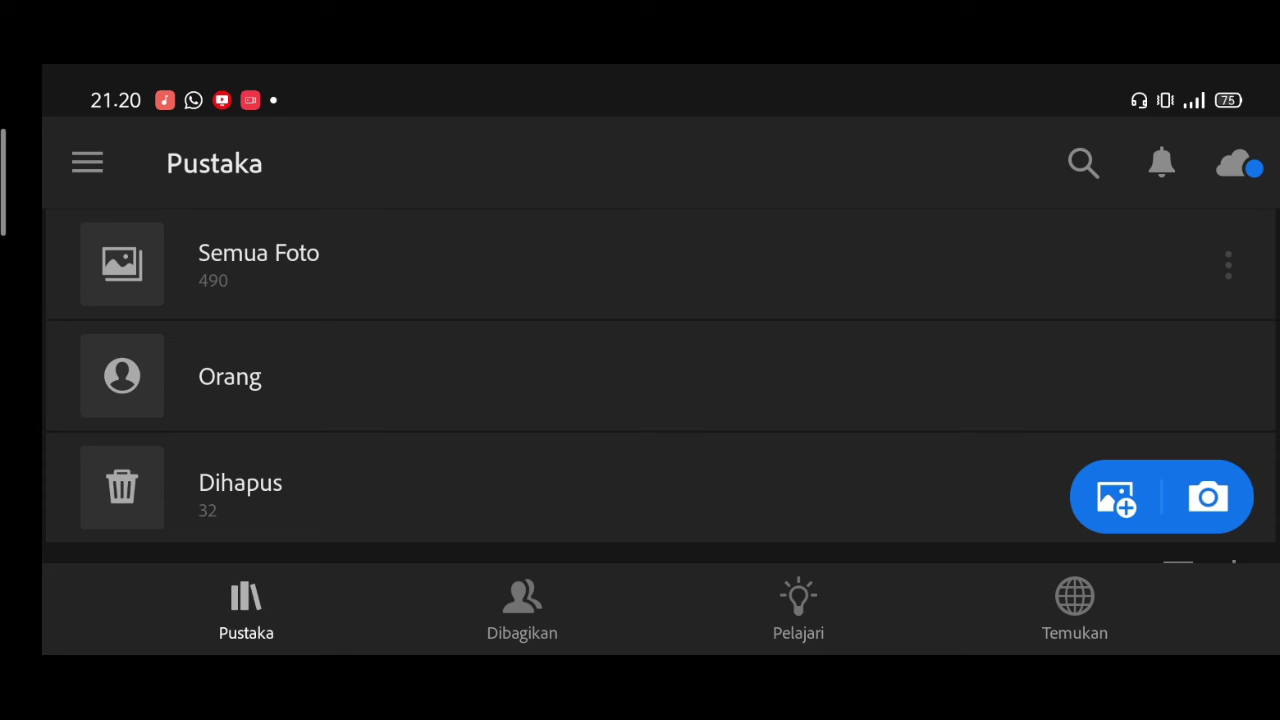 21.20
75
Pustaka
Semua Foto
490
Orang
Dihapus
32
Pustaka
Dibagikan
Pelajari
Temukan